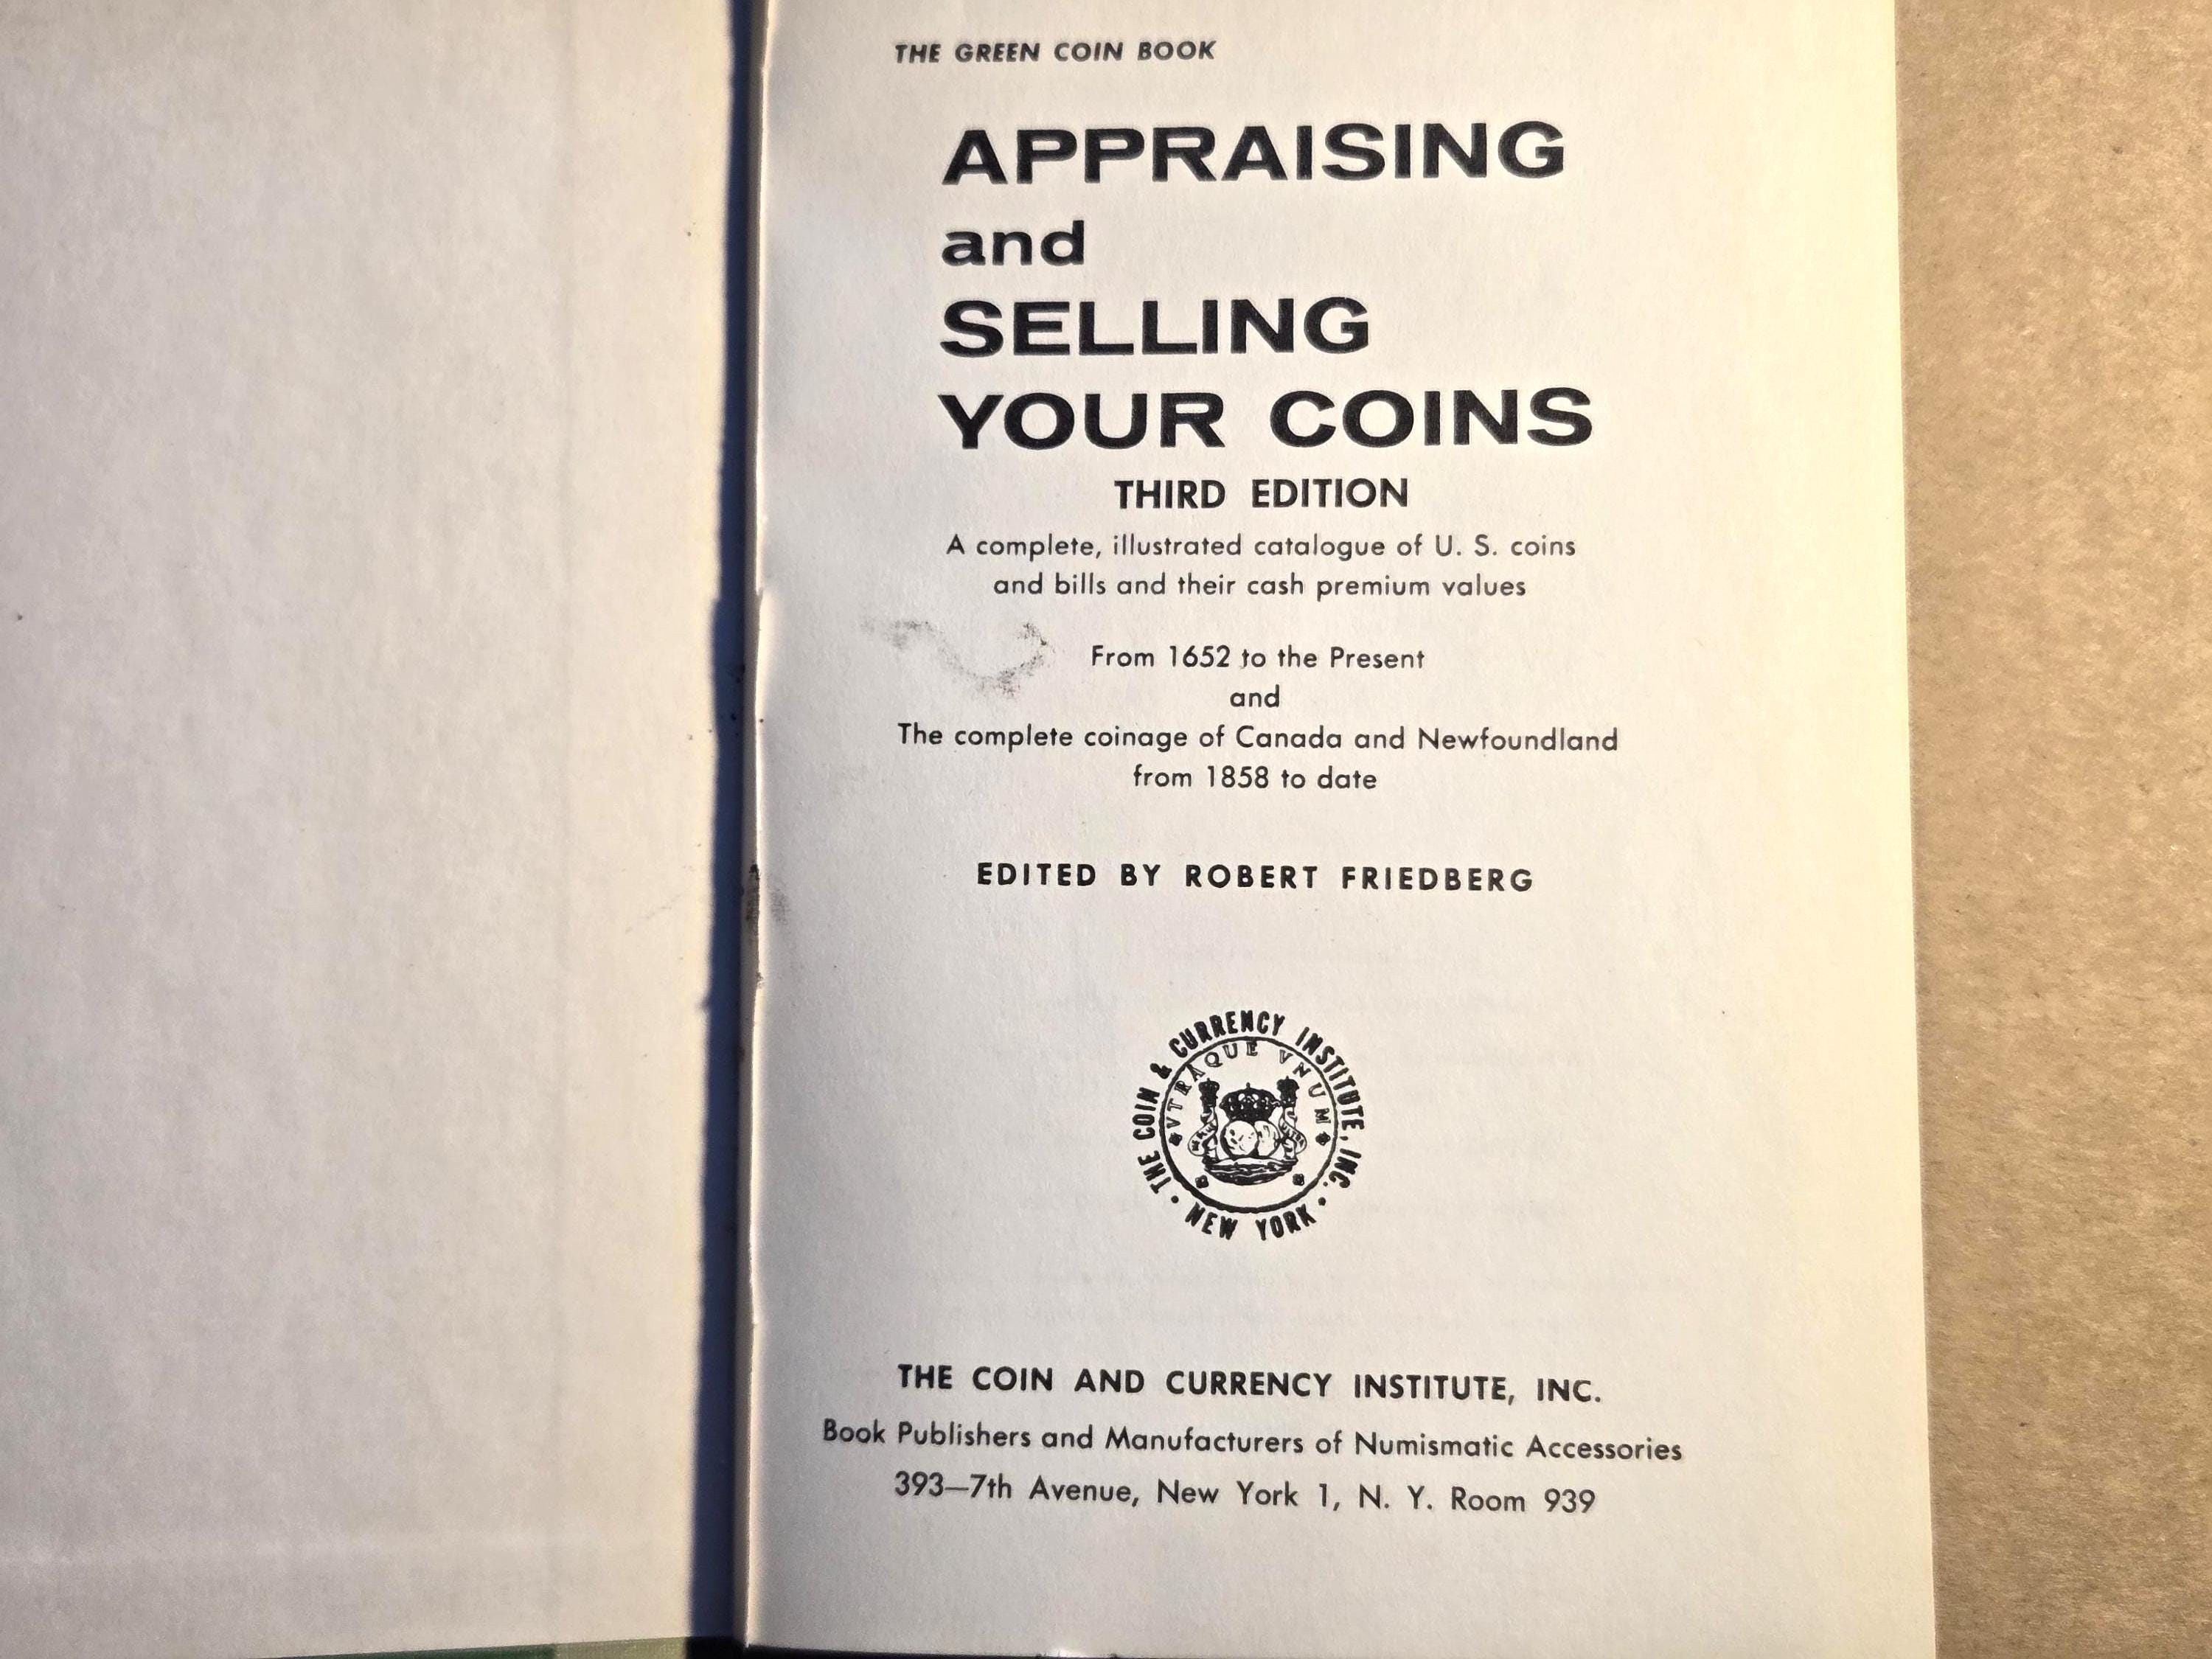 THE GREEN COIN BOOK
APPRAISING
and
SELLING
YOUR COINS
THIRD EDITION
A complete, illustrated catalogue of U. S. coins
and bills and their cash premium values
From 1652 to the Present
and
The complete coinage of Canada and Newfoundland
from 1858 to date
EDITED BY ROBERT FRIEDBERG
THE COIN & CURRENCY INSTITUTE, INC.
VTRAQUE VNUM
· NEW YORK ·
THE COIN AND CURRENCY INSTITUTE, INC.
Book Publishers and Manufacturers of Numismatic Accessories
393—7th Avenue, New York 1, N. Y. Room 939